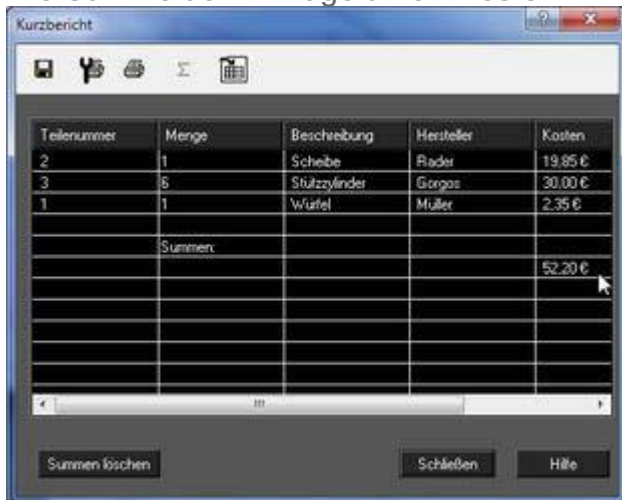 Kurzbericht
Σ
Teilenummer Menge Beschreibung Hersteller Kosten
2 1 Scheibe Rader 19,85 €
3 6 Stützzylinder Gorgos 30,00 €
1 1 Würfel Müller 2,35 €
Summen:
52,20 €
Summen löschen Schließen Hilfe